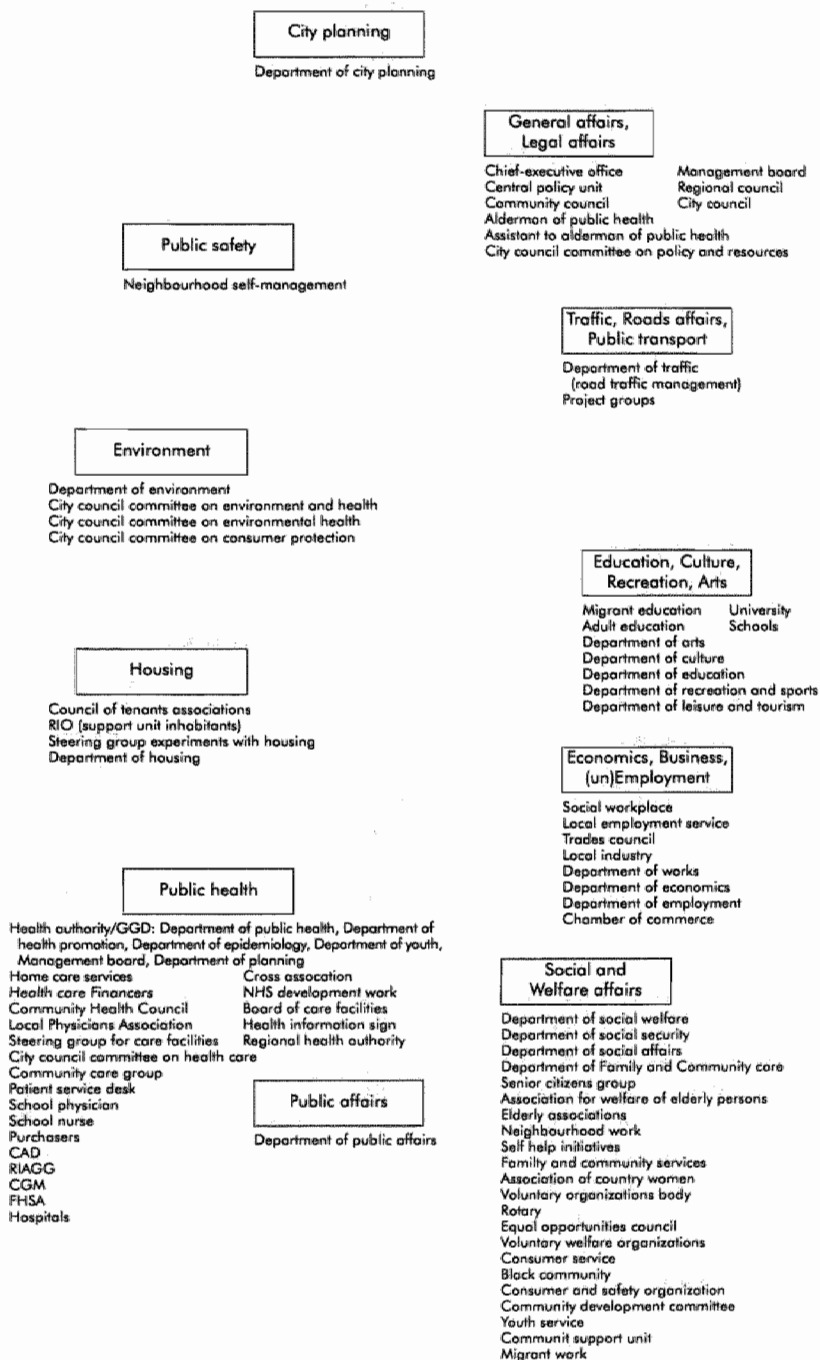 City planning
Department of city planning
General affairs,
Legal affairs
Chief-executive office Management board
Central policy unit Regional council
Community council City council
Alderman of public health
Assistant to alderman of public health
City council committee on policy and resources
Public safety
Neighbourhood self-management
Traffic, Roads affairs,
Public transport
Department of traffic
(road traffic management)
Project groups
Environment
Department of environment
City council committee on environment and health
City council committee on environmental health
City council committee on consumer protection
Education, Culture,
Recreation, Arts
Migrant education University
Adult education Schools
Department of arts
Department of culture
Department of education
Department of recreation and sports
Department of leisure and tourism
Housing
Council of tenants associations
RIO (support unit inhabitants)
Steering group experiments with housing
Department of housing
Economics, Business,
(un)Employment
Social workplace
Local employment service
Trades council
Local industry
Department of works
Department of economics
Department of employment
Chamber of commerce
Public health
Health authority/GGD: Department of public health, Department of
health promotion, Department of epidemiology, Department of youth,
Management board, Department of planning
Home care services Cross assocation
Health care Financers NHS development work
Community Health Council Board of care facilities
Local Physicians Association Health information sign
Steering group for care facilities Regional health authority
City council committee on health care
Community care group
Patient service desk
School physician
School nurse
Purchasers
CAD
RIAGG
CGM
FHSA
Hospitals
Public affairs
Department of public affairs
Social and
Welfare affairs
Department of social welfare
Department of social security
Department of social affairs
Department of Family and Community care
Senior citizens group
Association for welfare of elderly persons
Elderly associations
Neighbourhood work
Self help initiatives
Familty and community services
Association of country women
Voluntary organizations body
Rotary
Equal opportunities council
Voluntary welfare organizations
Consumer service
Black community
Consumer and safety organization
Community development committee
Youth service
Communit support unit
Migrant work